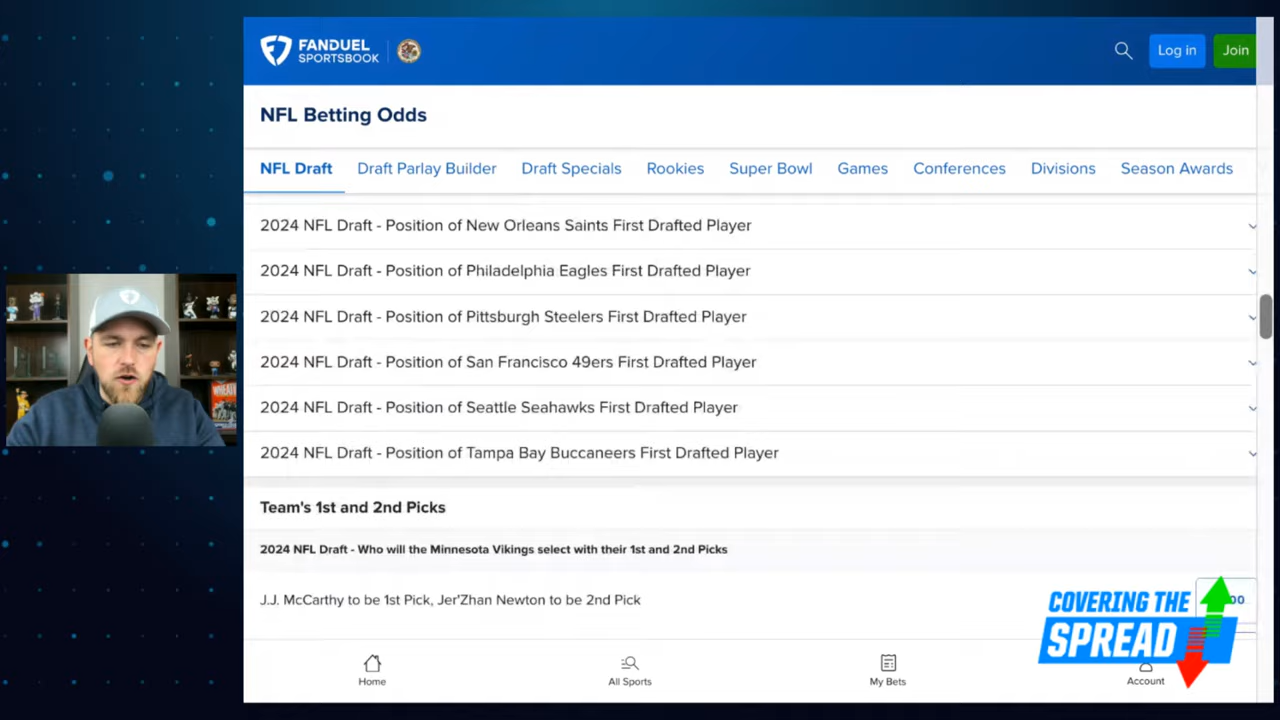 FANDUEL
SPORTSBOOK
Log in
Join
NFL Betting Odds
NFL Draft
Draft Parlay Builder
Draft Specials
Rookies
Super Bowl
Games
Conferences
Divisions
Season Awards
2024 NFL Draft - Position of New Orleans Saints First Drafted Player
2024 NFL Draft - Position of Philadelphia Eagles First Drafted Player
2024 NFL Draft - Position of Pittsburgh Steelers First Drafted Player
2024 NFL Draft - Position of San Francisco 49ers First Drafted Player
2024 NFL Draft - Position of Seattle Seahawks First Drafted Player
2024 NFL Draft - Position of Tampa Bay Buccaneers First Drafted Player
Team's 1st and 2nd Picks
2024 NFL Draft - Who will the Minnesota Vikings select with their 1st and 2nd Picks
J.J. McCarthy to be 1st Pick, Jer'Zhan Newton to be 2nd Pick
COVERING THE
SPREAD
Home
All Sports
My Bets
Account